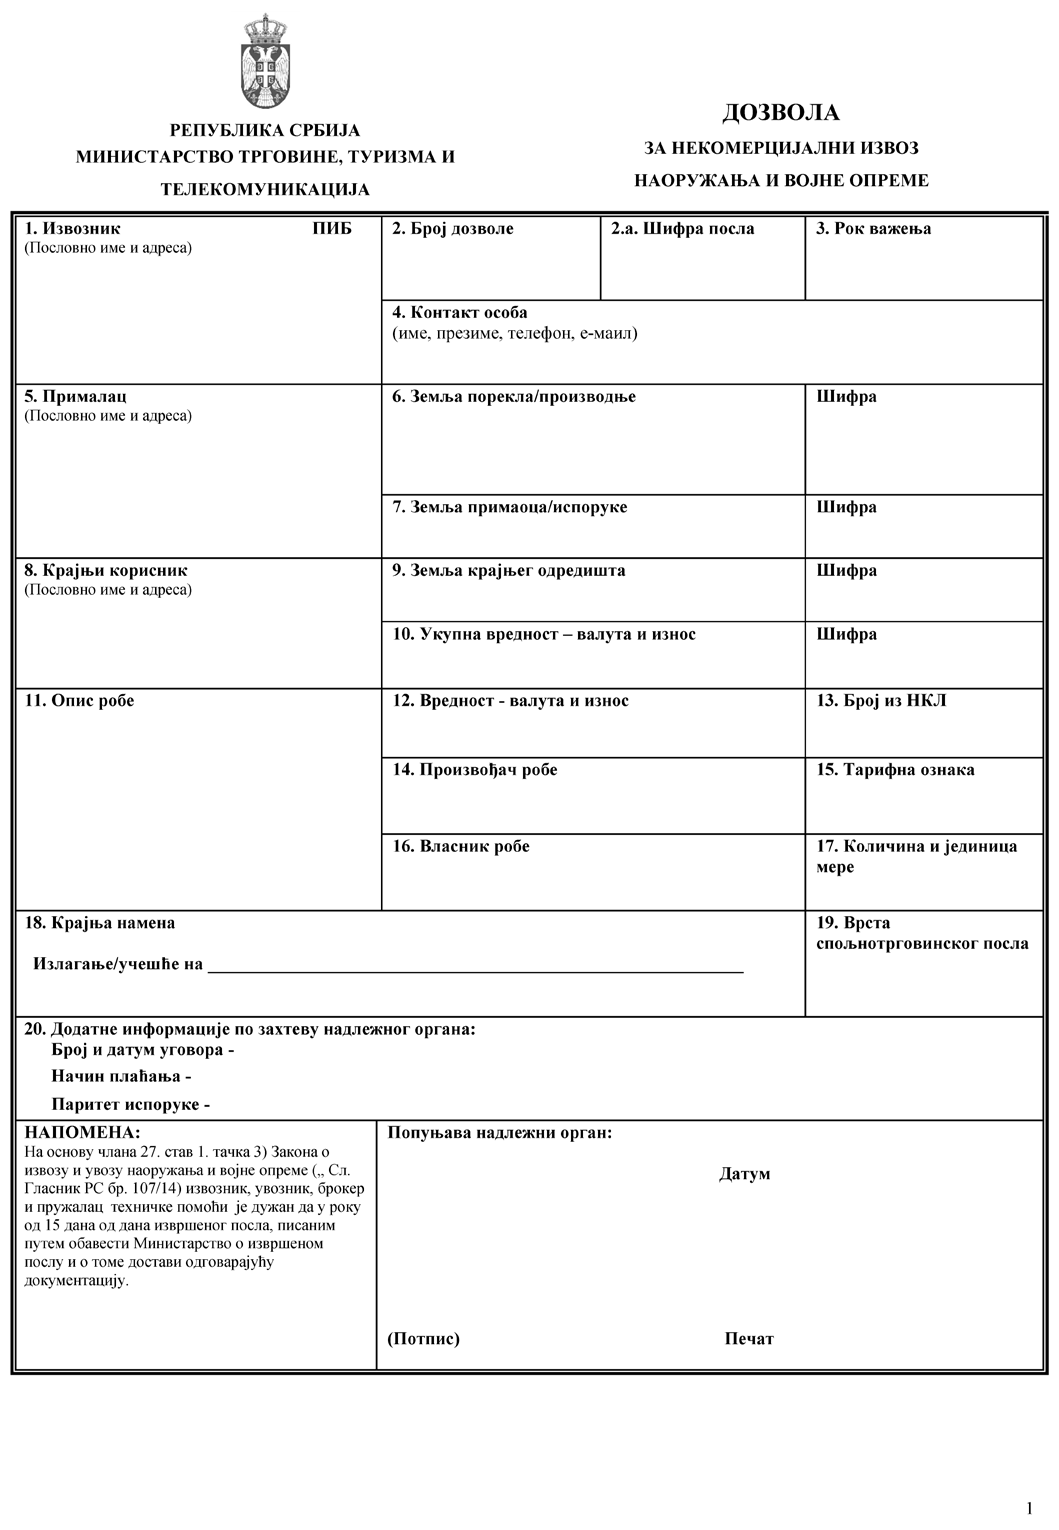 РЕПУБЛИКА СРБИЈА
МИНИСТАРСТВО ТРГОВИНЕ, ТУРИЗМА И
ТЕЛЕКОМУНИКАЦИЈА
ДОЗВОЛА
ЗА НЕКОМЕРЦИЈАЛНИ ИЗВОЗ
НАОРУЖАЊА И ВОЈНЕ ОПРЕМЕ
1. Извозник ПИБ
(Пословно име и адреса)
2. Број дозволе
2.а. Шифра посла
3. Рок важења
4. Контакт особа
(име, презиме, телефон, е-маил)
5. Прималац
(Пословно име и адреса)
6. Земља порекла/производње
Шифра
7. Земља примаоца/испоруке
Шифра
8. Крајњи корисник
(Пословно име и адреса)
9. Земља крајњег одредишта
Шифра
10. Укупна вредност – валута и износ
Шифра
11. Опис робе
12. Вредност - валута и износ
13. Број из НКЛ
14. Произвођач робе
15. Тарифна ознака
16. Власник робе
17. Количина и јединица
мере
18. Крајња намена
Излагање/учешће на
19. Врста
спољнотрговинског посла
20. Додатне информације по захтеву надлежног органа:
Број и датум уговора -
Начин плаћања -
Паритет испоруке -
НАПОМЕНА:
На основу члана 27. став 1. тачка 3) Закона о
извозу и увозу наоружања и војне опреме („ Сл.
Гласник РС бр. 107/14) извозник, увозник, брокер
и пружалац техничке помоћи је дужан да у року
од 15 дана од дана извршеног посла, писаним
путем обавести Министарство о извршеном
послу и о томе достави одговарајућу
документацију.
Попуњава надлежни орган:
Датум
(Потпис) Печат
1